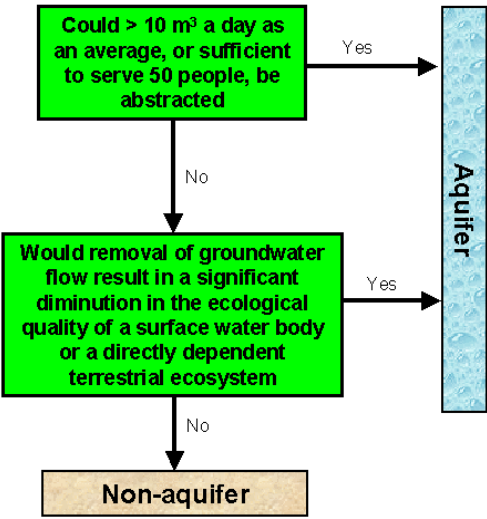 Could > 10 m³ a day as
an average, or sufficient
to serve 50 people, be
abstracted
Yes
No
Aquifer
Would removal of groundwater
flow result in a significant
diminution in the ecological
quality of a surface water body
or a directly dependent
terrestrial ecosystem
Yes
No
Non-aquifer